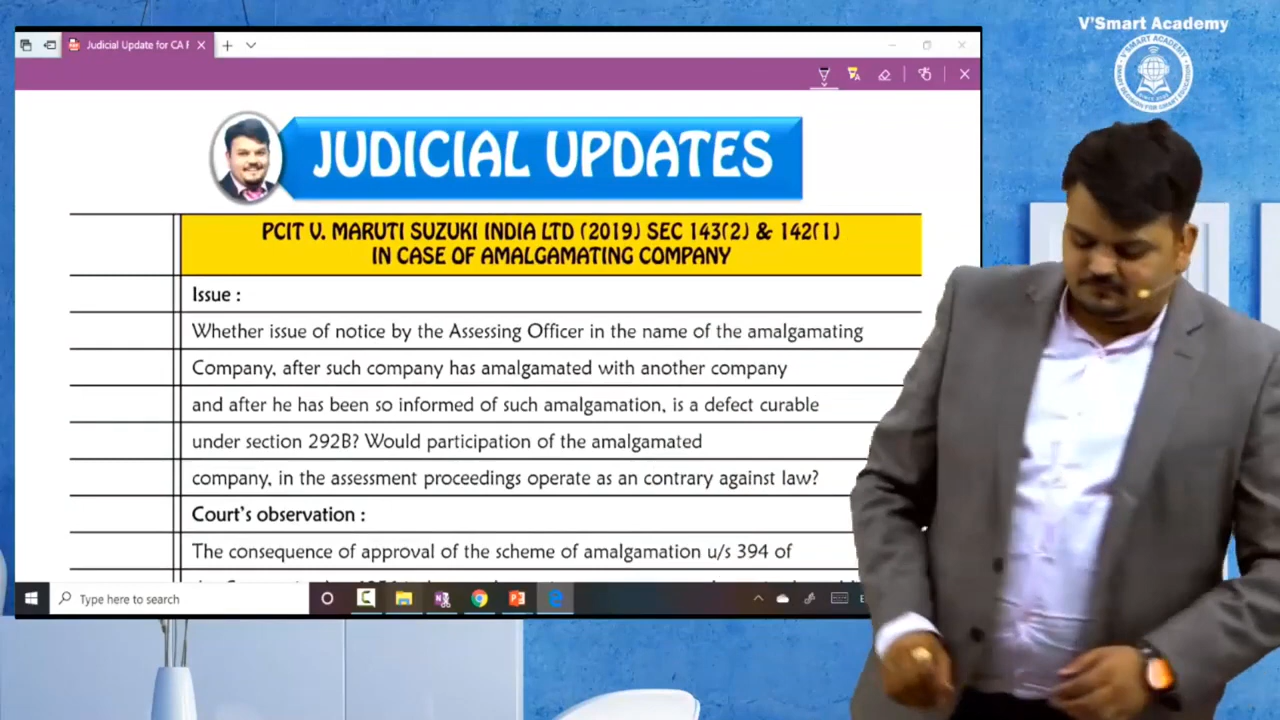 V'Smart Academy
Judicial Update for CA F
JUDICIAL UPDATES
PCIT V. MARUTI SUZUKI INDIA LTD (2019) SEC 143(2) & 142(1)
IN CASE OF AMALGAMATING COMPANY
Issue :
Whether issue of notice by the Assessing Officer in the name of the amalgamating
Company, after such company has amalgamated with another company
and after he has been so informed of such amalgamation, is a defect curable
under section 292B? Would participation of the amalgamated
company, in the assessment proceedings operate as an contrary against law?
Court's observation :
The consequence of approval of the scheme of amalgamation u/s 394 of
Type here to search